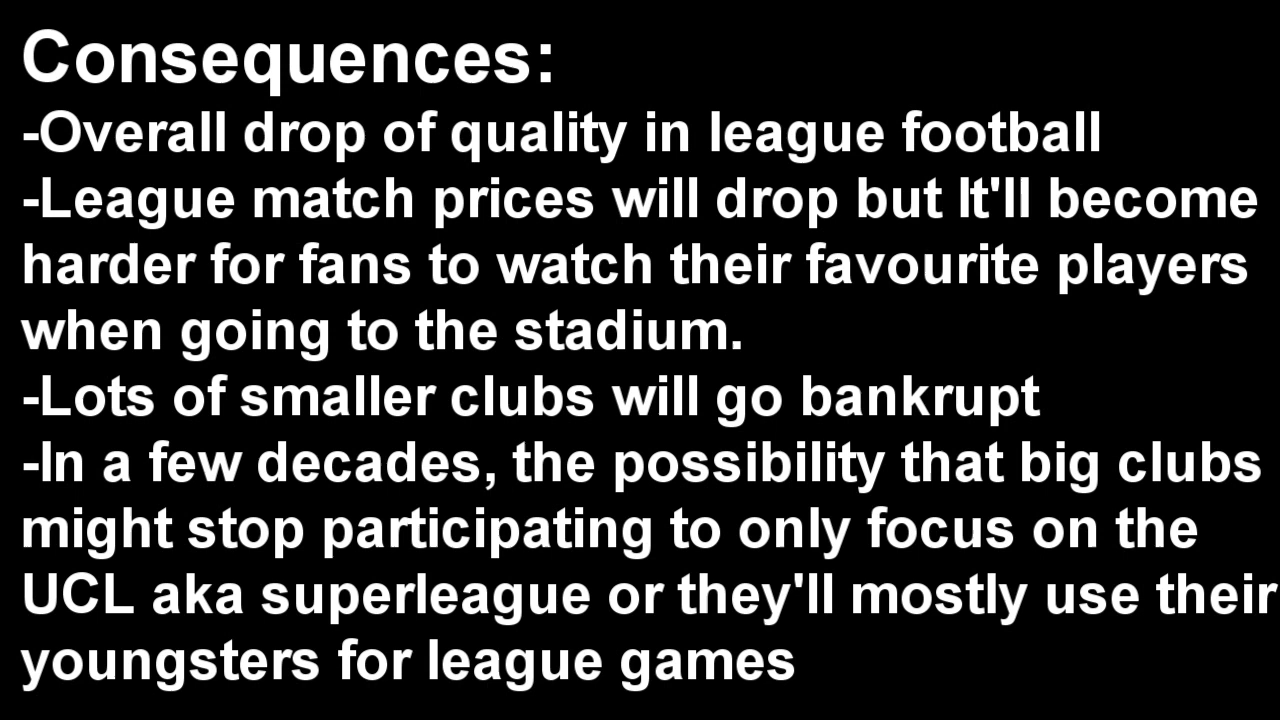 Consequences:
-Overall drop of quality in league football
-League match prices will drop but It'll become
harder for fans to watch their favourite players
when going to the stadium.
-Lots of smaller clubs will go bankrupt
-In a few decades, the possibility that big clubs
might stop participating to only focus on the
UCL aka superleague or they'll mostly use their
youngsters for league games